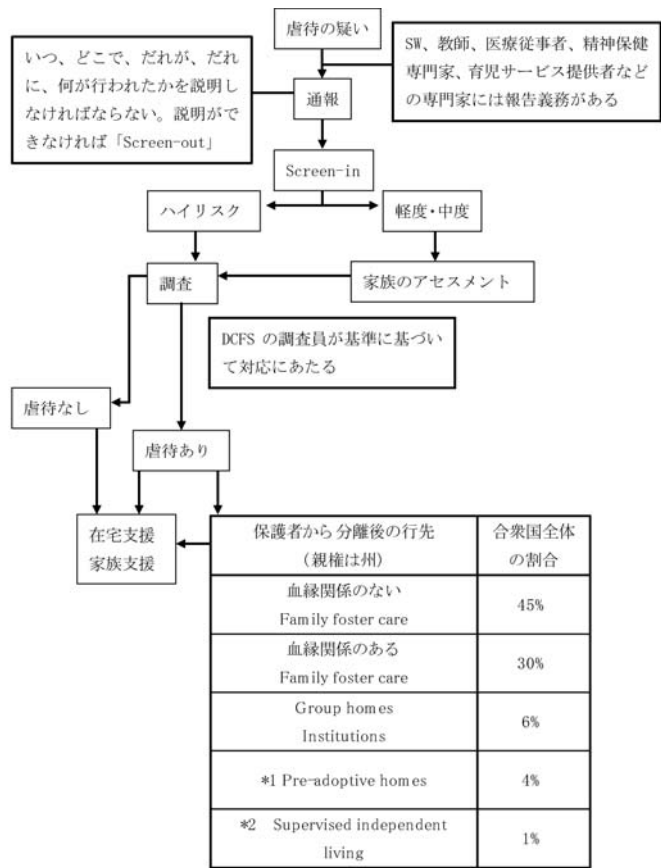 虐待の疑い
いつ、どこで、だれが、だれ
に、何が行われたかを説明し
なければならない。説明がで
きなければ「Screen-out」
SW、教師、医療従事者、精神保健
専門家、育児サービス提供者など
の専門家には報告義務がある
通報
Screen-in
ハイリスク
軽度・中度
調査
家族のアセスメント
DCFS の調査員が基準に基づい
て対応にあたる
虐待なし
虐待あり
在宅支援
家族支援
保護者から分離後の行先
(親権は州)
合衆国全体
の割合
血縁関係のない
Family foster care
45%
血縁関係のある
Family foster care
30%
Group homes
Institutions
6%
*1 Pre-adoptive homes
4%
*2 Supervised independent
living
1%